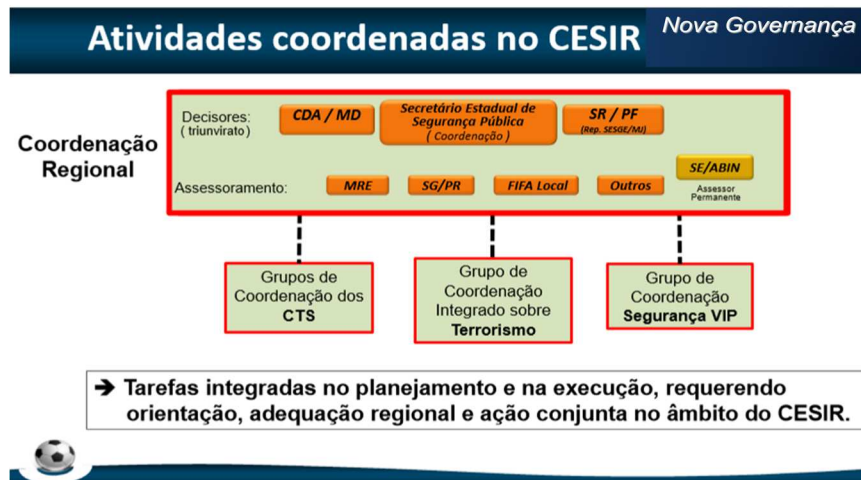 Atividades coordenadas no CESIR
Nova Governança
Coordenação
Regional
Decisores:
( triunvirato)
CDA / MD
Secretário Estadual de
Segurança Pública
( Coordenação )
SR / PF
(Rep. SESGE/MJ)
Assessoramento:
MRE
SG/PR
FIFA Local
Outros
SE/ABIN
Assessor
Permanente
Grupos de
Coordenação dos
CTS
Grupo de
Coordenação
Integrado sobre
Terrorismo
Grupo de
Coordenação
Segurança VIP
➔ Tarefas integradas no planejamento e na execução, requerendo
orientação, adequação regional e ação conjunta no âmbito do CESIR.